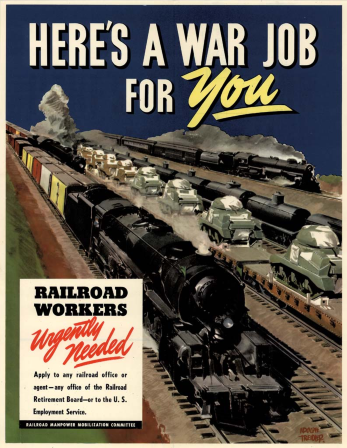 HERE'S A WAR JOB
FOR You
RAILROAD
WORKERS
Urgently
Needed
Apply to any railroad office or
agent—any office of the Railroad
Retirement Board—or to the U. S.
Employment Service.
RAILROAD MANPOWER MOBILIZATION COMMITTEE
TREIDLER